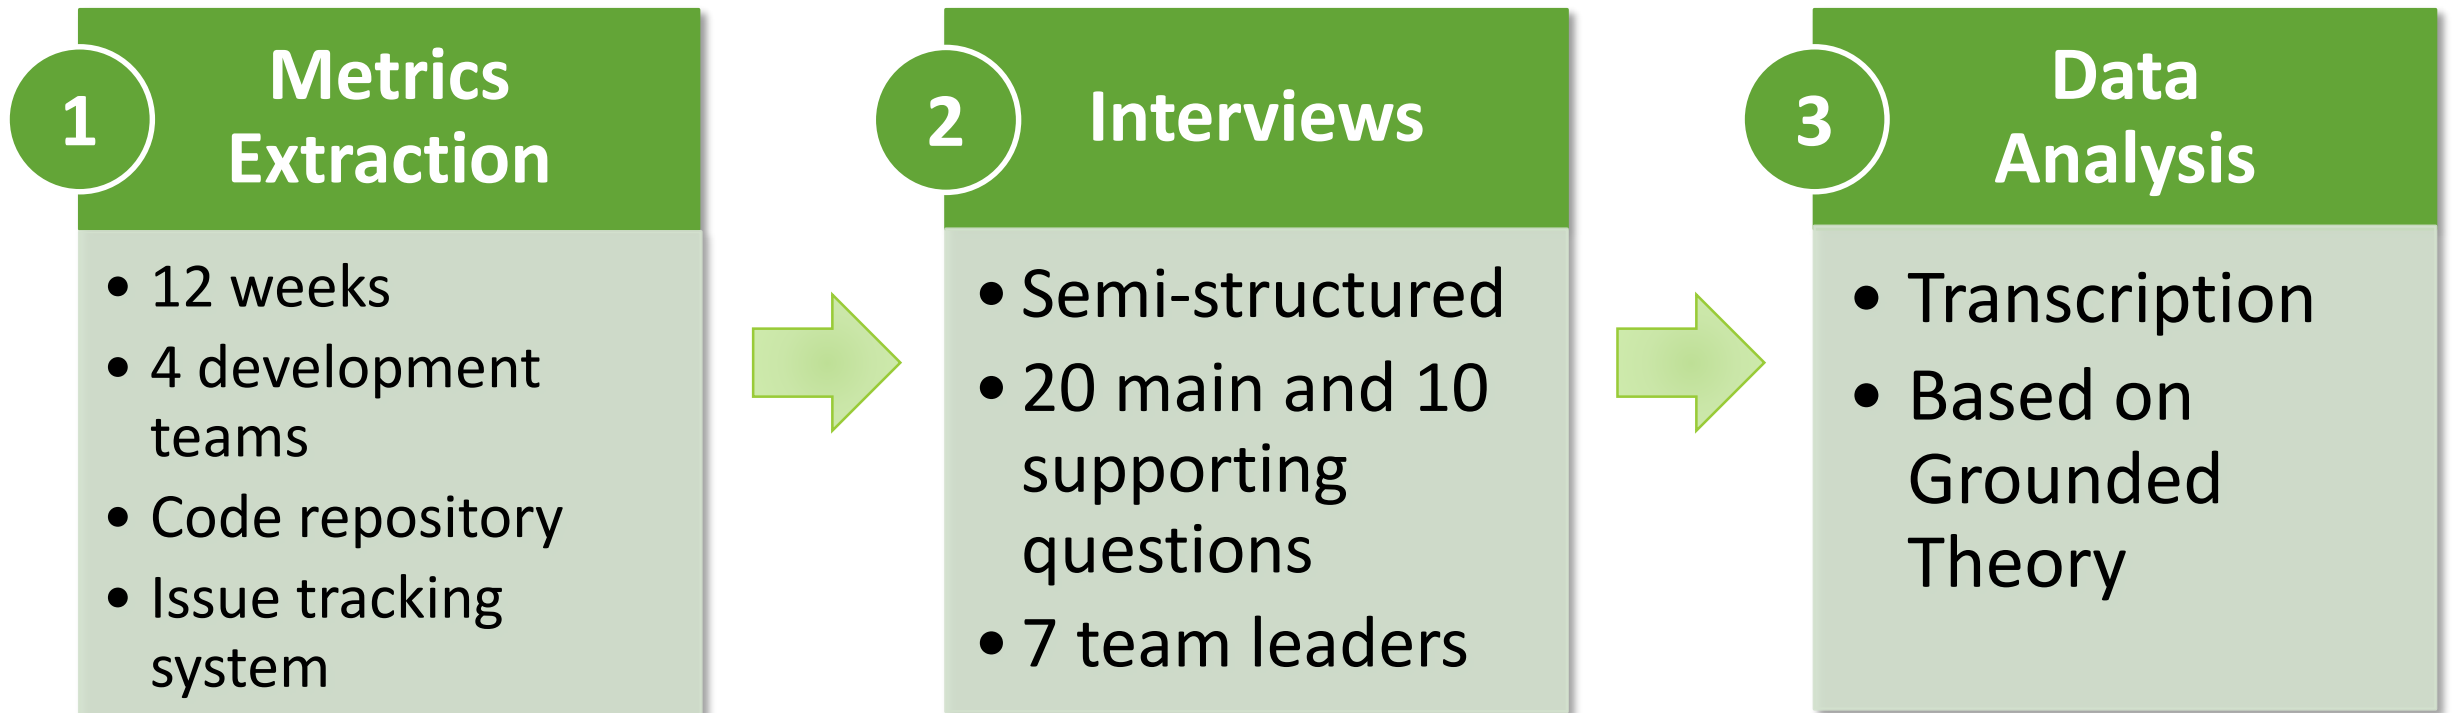 1
Metrics
Extraction
• 12 weeks
• 4 development
teams
• Code repository
• Issue tracking
system
2
Interviews
• Semi-structured
• 20 main and 10
supporting
questions
• 7 team leaders
3
Data
Analysis
• Transcription
• Based on
Grounded
Theory